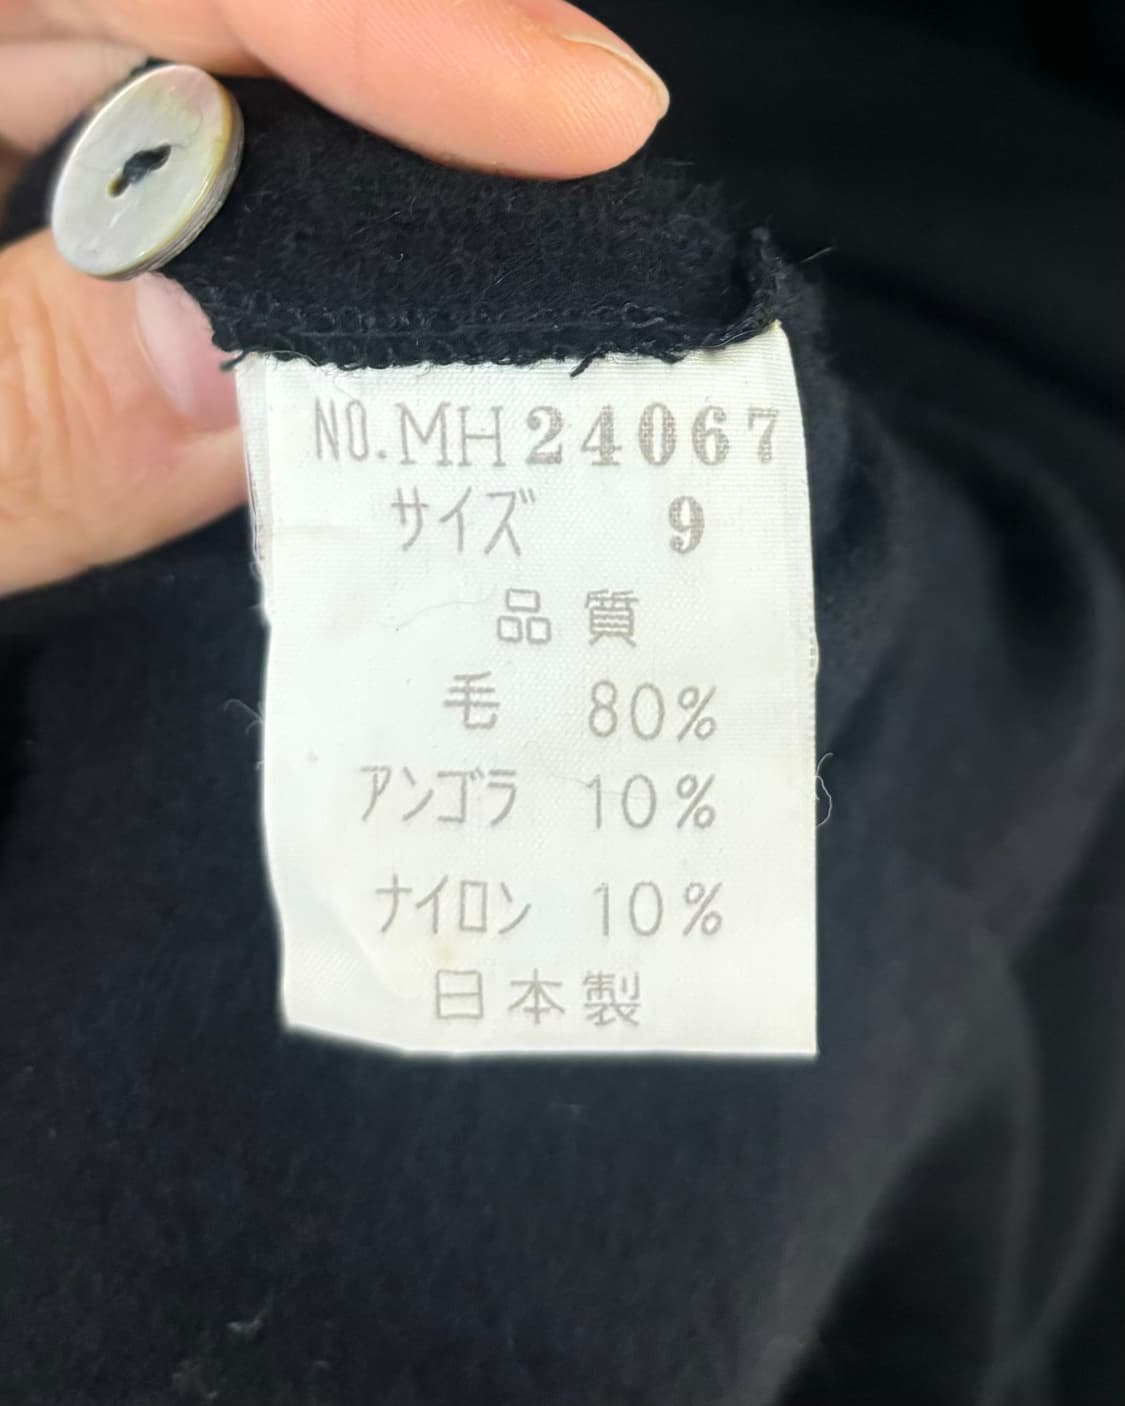 NO.MH24067
サイズ 9
品質
毛 80%
アンゴラ 10%
ナイロン 10%
日本製